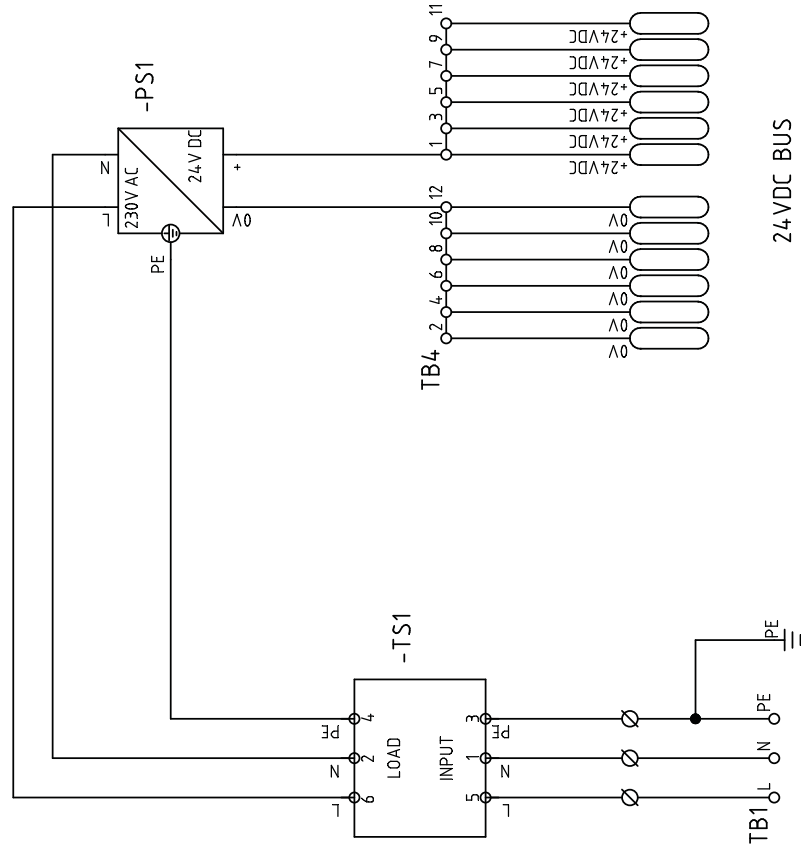 L N
230V AC
-PS1
PE
24V DC
0V +
L N PE
6 2 4
LOAD
-TS1
INPUT
5 1 3
L N PE
TB4
2 4 6 8 10 12 1 3 5 7 9 11
0V 0V 0V 0V 0V 0V +24VDC +24VDC +24VDC +24VDC +24VDC +24VDC
TB1
L N PE PE
24VDC BUS